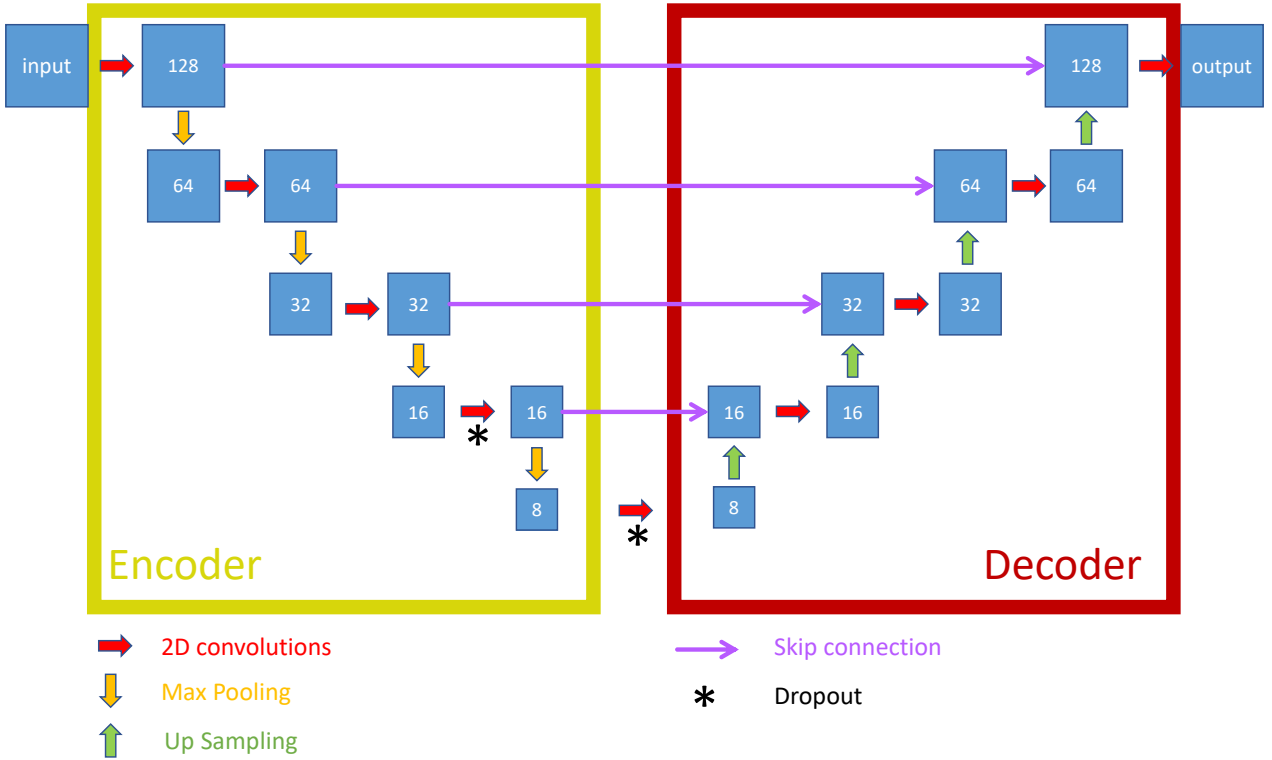 input
128
128
output
64
64
64
64
32
32
32
32
16
*
16
16
16
8
*
8
Encoder
Decoder
2D convolutions
Skip connection
Max Pooling
* Dropout
Up Sampling